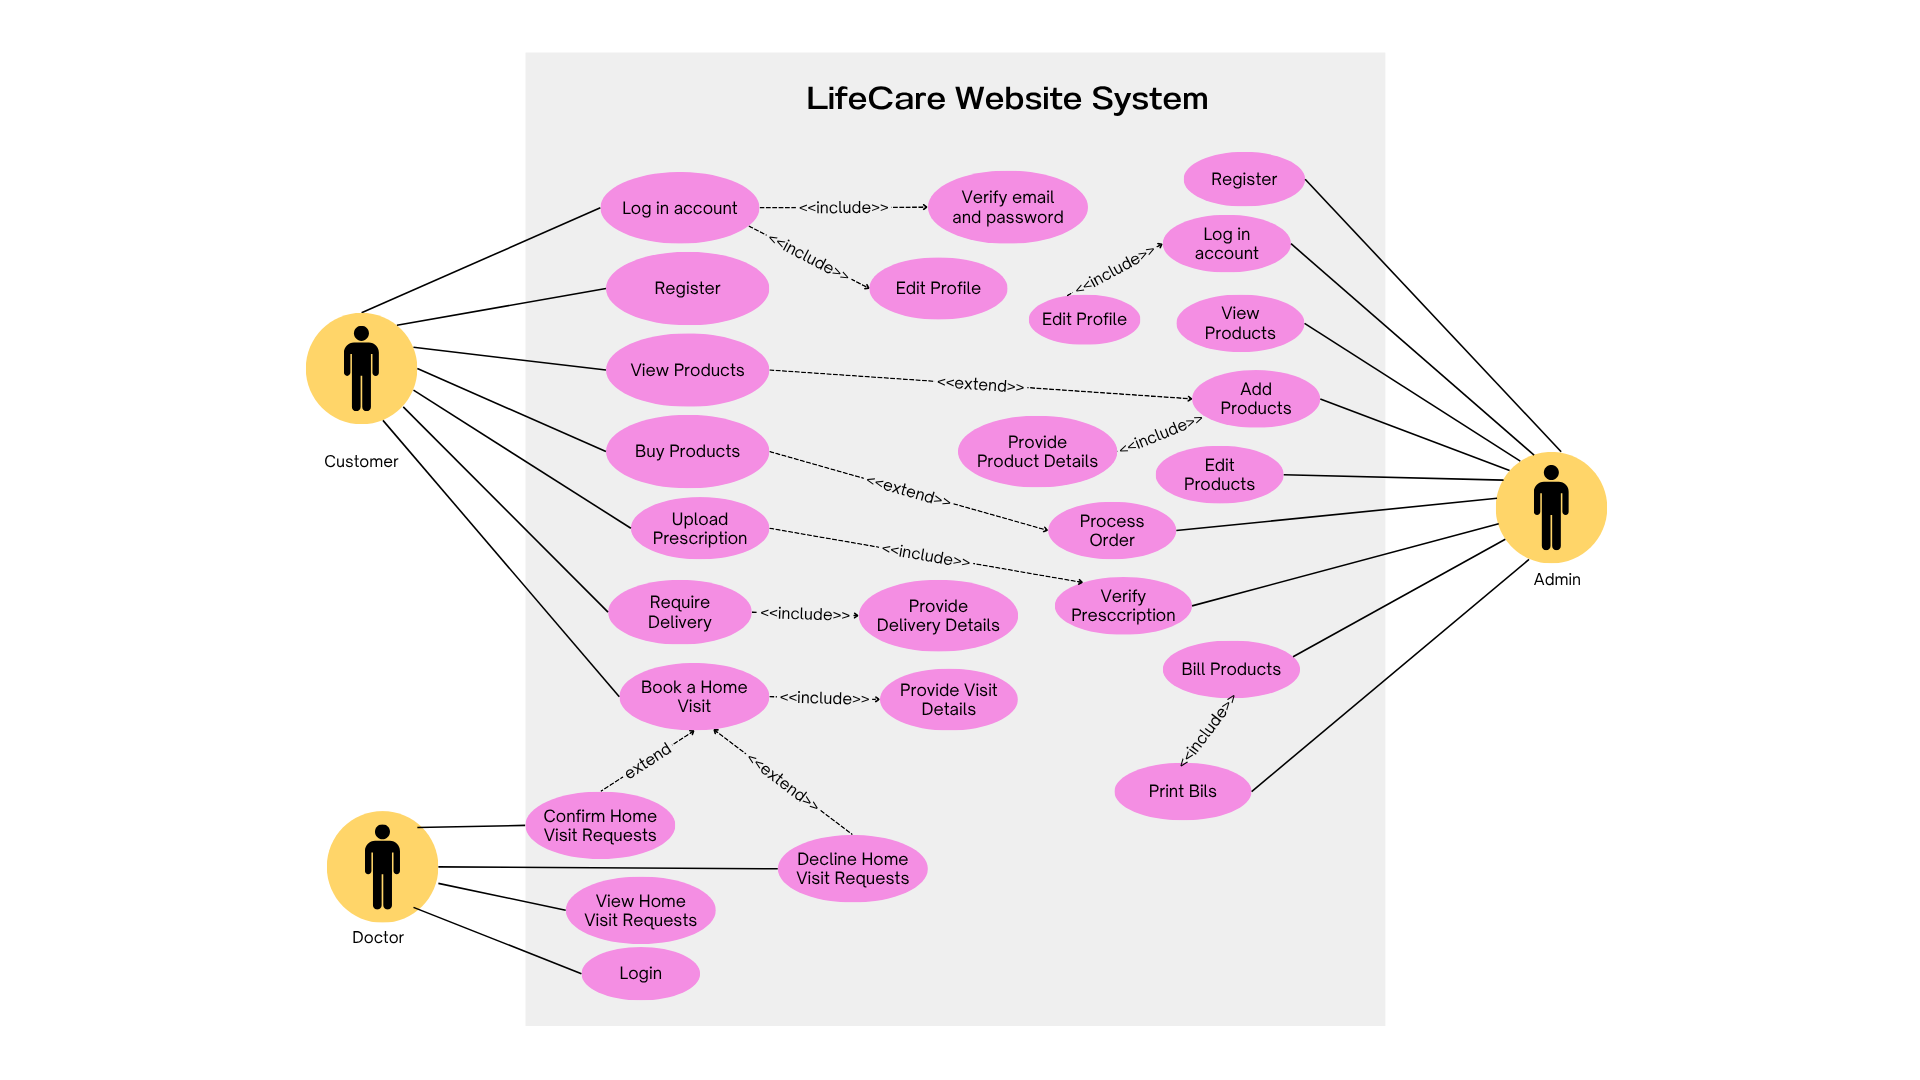 LifeCare Website System
Log in account
<<include>>
Verify email
and password
<<include>>
Edit Profile
Register
View Products
<<extend>>
Buy Products
<<extend>>
Upload
Prescription
<<include>>
Require
Delivery
<<include>>
Provide
Delivery Details
Book a Home
Visit
<<include>>
Provide Visit
Details
extend
<<extend>>
Confirm Home
Visit Requests
Decline Home
Visit Requests
View Home
Visit Requests
Login
Customer
Doctor
Register
Log in
account
<<include>>
Edit Profile
View
Products
Add
Products
<<include>>
Provide
Product Details
Edit
Products
Process
Order
Verify
Presccription
Bill Products
<<include>>
Print Bils
Admin